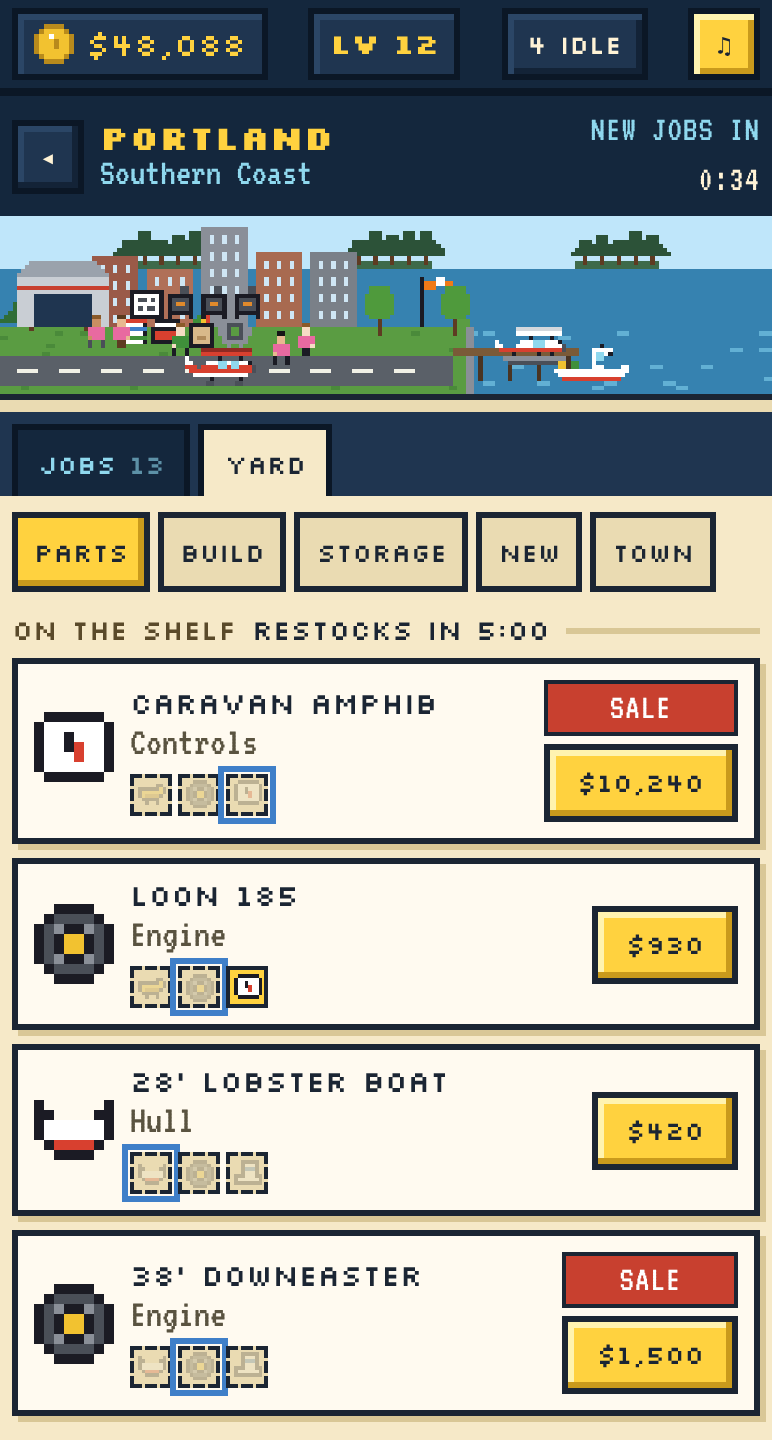 $48,088
LV 12
4 IDLE
♫
◂
PORTLAND
NEW JOBS IN
Southern Coast
0:34
JOBS 13
YARD
PARTS
BUILD
STORAGE
NEW
TOWN
ON THE SHELF RESTOCKS IN 5:00
CARAVAN AMPHIB
Controls
SALE
$10,240
LOON 185
Engine
$930
28' LOBSTER BOAT
Hull
$420
38' DOWNEASTER
Engine
SALE
$1,500